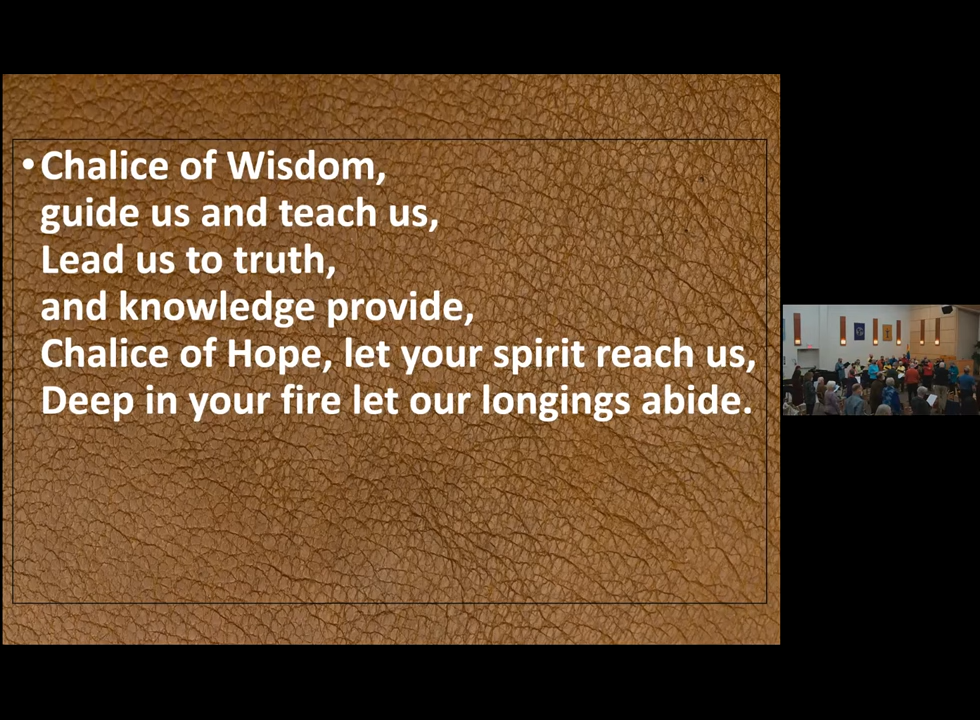 • Chalice of Wisdom,
guide us and teach us,
Lead us to truth,
and knowledge provide,
Chalice of Hope, let your spirit reach us,
Deep in your fire let our longings abide.